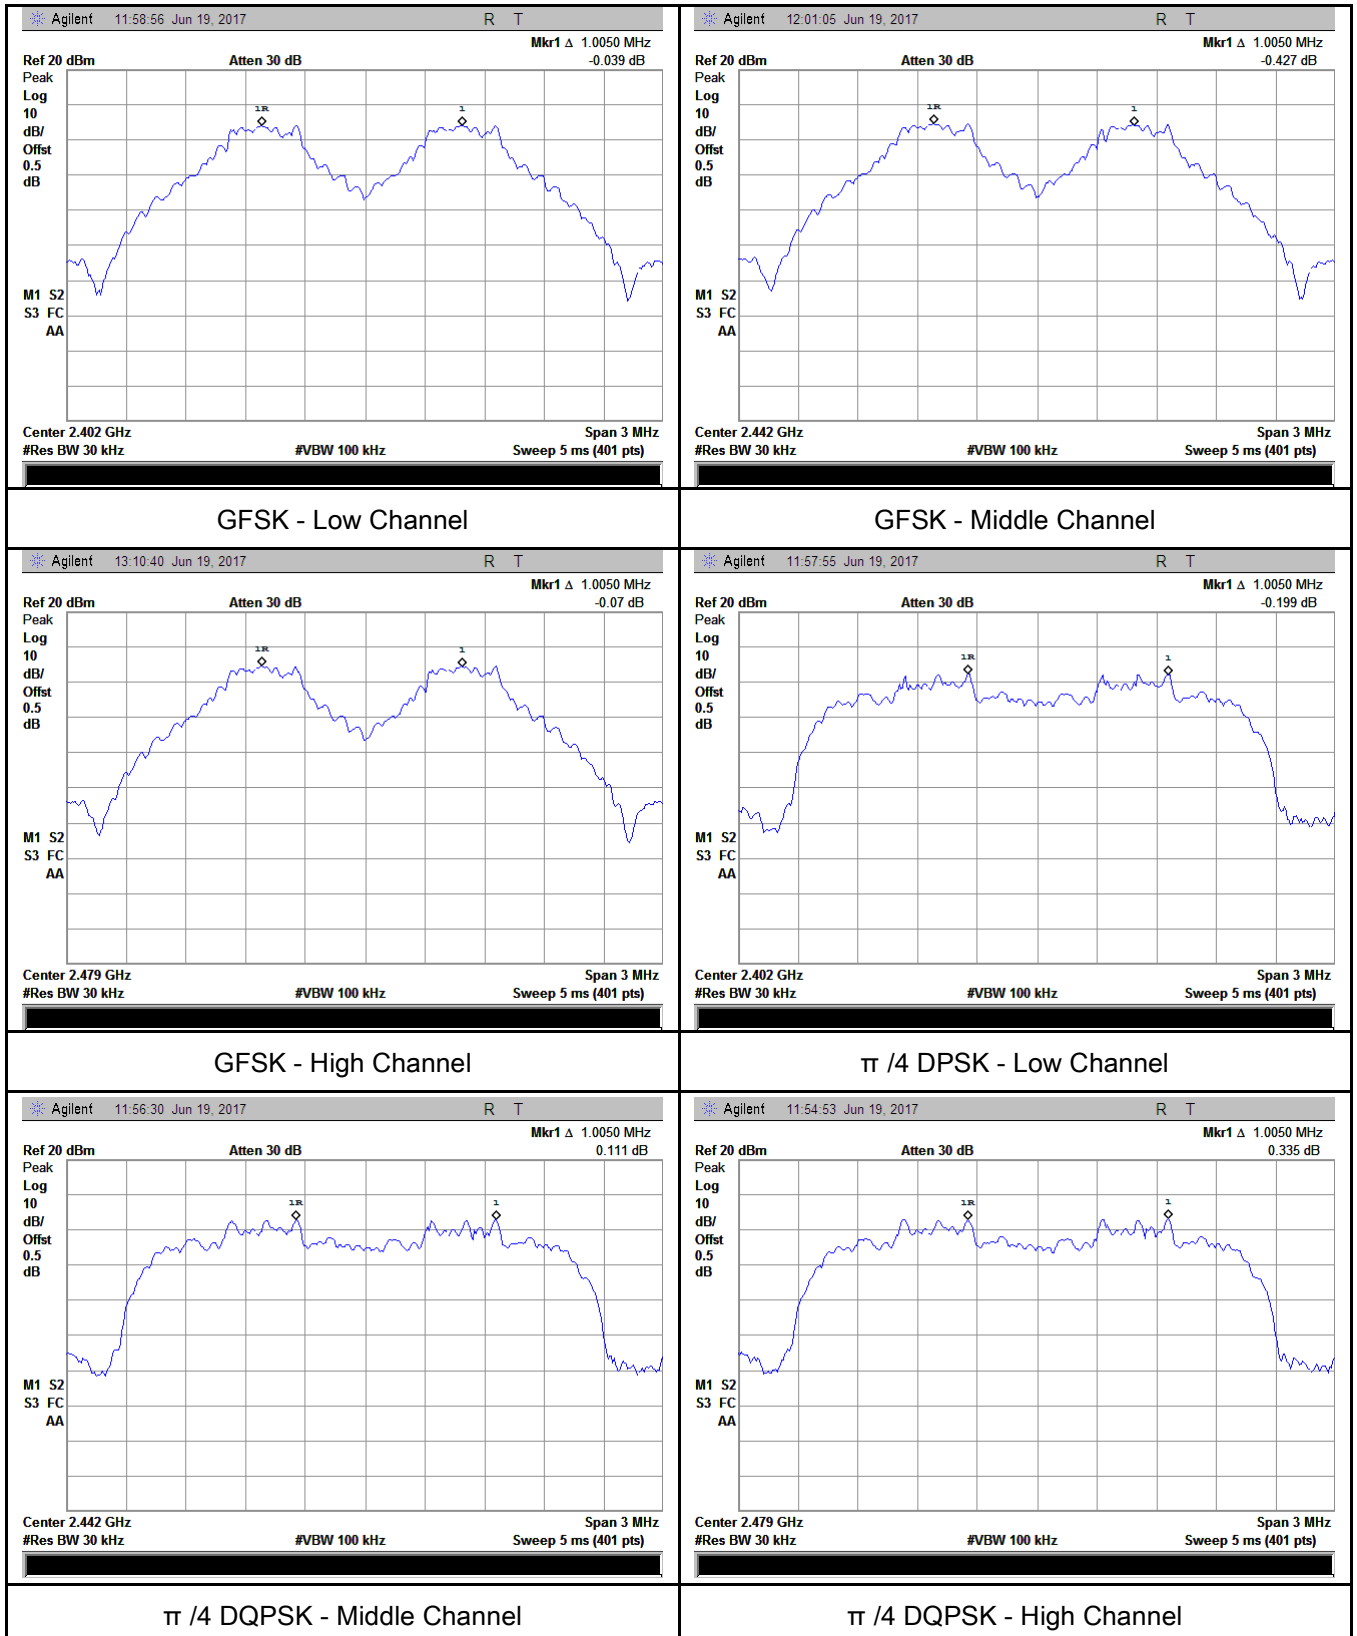 Agilent 11:58:56 Jun 19, 2017 R T
Mkr1 Δ 1.0050 MHz
Ref 20 dBm Atten 30 dB -0.039 dB
Peak
Log
10
dB/
Offst
0.5
dB
1R 1
M1 S2
S3 FC
AA
Center 2.402 GHz Span 3 MHz
#Res BW 30 kHz #VBW 100 kHz Sweep 5 ms (401 pts)
GFSK - Low Channel
Agilent 12:01:05 Jun 19, 2017 R T
Mkr1 Δ 1.0050 MHz
Ref 20 dBm Atten 30 dB -0.427 dB
Peak
Log
10
dB/
Offst
0.5
dB
1R 1
M1 S2
S3 FC
AA
Center 2.442 GHz Span 3 MHz
#Res BW 30 kHz #VBW 100 kHz Sweep 5 ms (401 pts)
GFSK - Middle Channel
Agilent 13:10:40 Jun 19, 2017 R T
Mkr1 Δ 1.0050 MHz
Ref 20 dBm Atten 30 dB -0.07 dB
Peak
Log
10
dB/
Offst
0.5
dB
1R 1
M1 S2
S3 FC
AA
Center 2.479 GHz Span 3 MHz
#Res BW 30 kHz #VBW 100 kHz Sweep 5 ms (401 pts)
GFSK - High Channel
Agilent 11:57:55 Jun 19, 2017 R T
Mkr1 Δ 1.0050 MHz
Ref 20 dBm Atten 30 dB -0.199 dB
Peak
Log
10
dB/
Offst
0.5
dB
1R 1
M1 S2
S3 FC
AA
Center 2.402 GHz Span 3 MHz
#Res BW 30 kHz #VBW 100 kHz Sweep 5 ms (401 pts)
π /4 DPSK - Low Channel
Agilent 11:56:30 Jun 19, 2017 R T
Mkr1 Δ 1.0050 MHz
Ref 20 dBm Atten 30 dB 0.111 dB
Peak
Log
10
dB/
Offst
0.5
dB
1R 1
M1 S2
S3 FC
AA
Center 2.442 GHz Span 3 MHz
#Res BW 30 kHz #VBW 100 kHz Sweep 5 ms (401 pts)
π /4 DQPSK - Middle Channel
Agilent 11:54:53 Jun 19, 2017 R T
Mkr1 Δ 1.0050 MHz
Ref 20 dBm Atten 30 dB 0.335 dB
Peak
Log
10
dB/
Offst
0.5
dB
1R 1
M1 S2
S3 FC
AA
Center 2.479 GHz Span 3 MHz
#Res BW 30 kHz #VBW 100 kHz Sweep 5 ms (401 pts)
π /4 DQPSK - High Channel